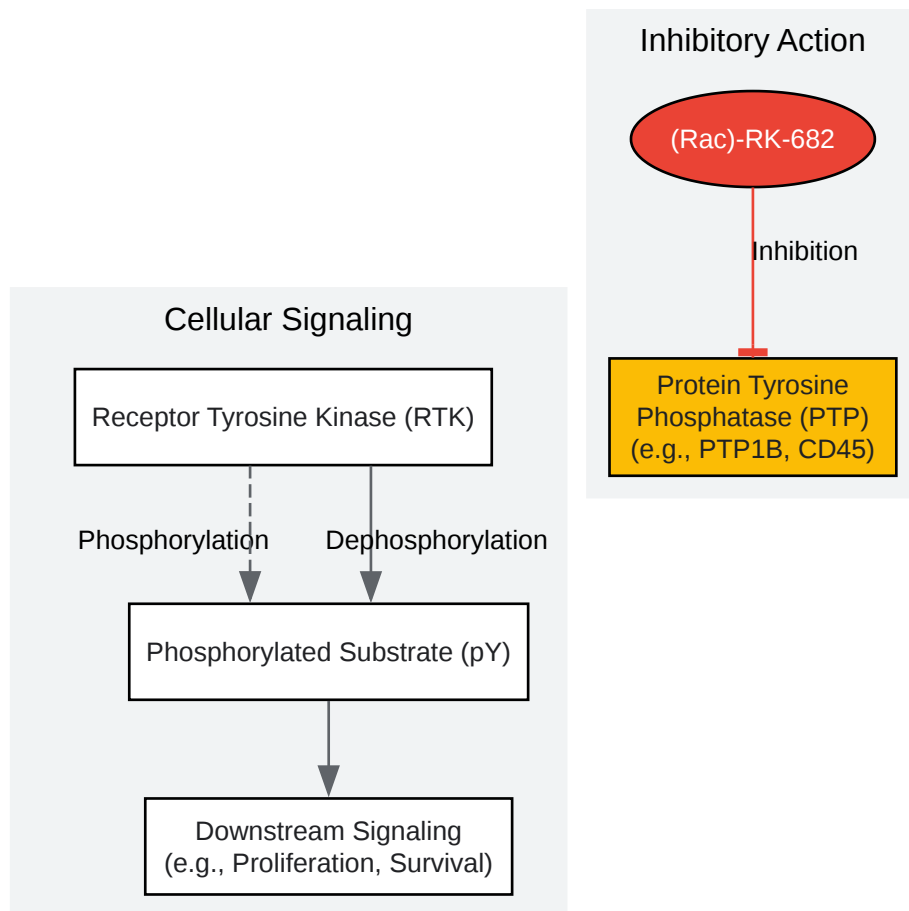 Inhibitory Action
(Rac)-RK-682
Inhibition
Protein Tyrosine
Phosphatase (PTP)
(e.g., PTP1B, CD45)
Cellular Signaling
Receptor Tyrosine Kinase (RTK)
Phosphorylation
Dephosphorylation
Phosphorylated Substrate (pY)
Downstream Signaling
(e.g., Proliferation, Survival)